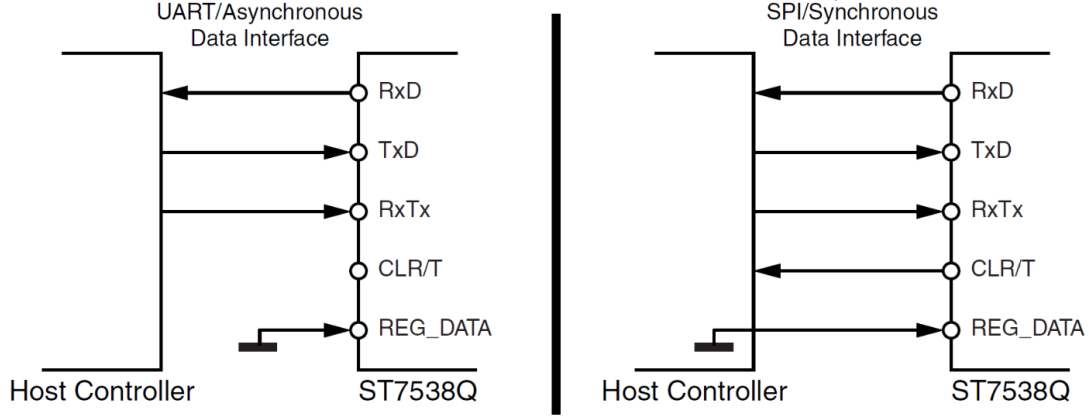 UART/Asynchronous
Data Interface
RxD
TxD
RxTx
CLR/T
REG_DATA
Host Controller
ST7538Q
SPI/Synchronous
Data Interface
RxD
TxD
RxTx
CLR/T
REG_DATA
Host Controller
ST7538Q